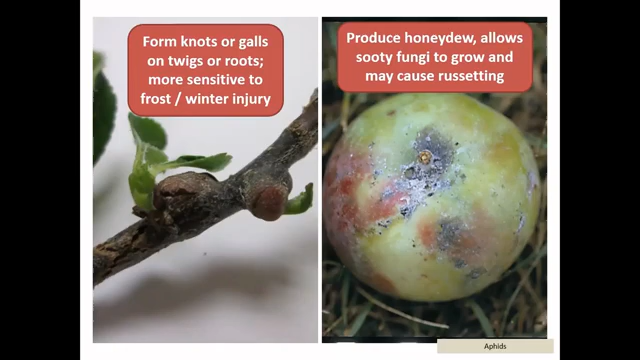 Form knots or galls
on twigs or roots;
more sensitive to
frost / winter injury
Produce honeydew, allows
sooty fungi to grow and
may cause russetting
Aphids